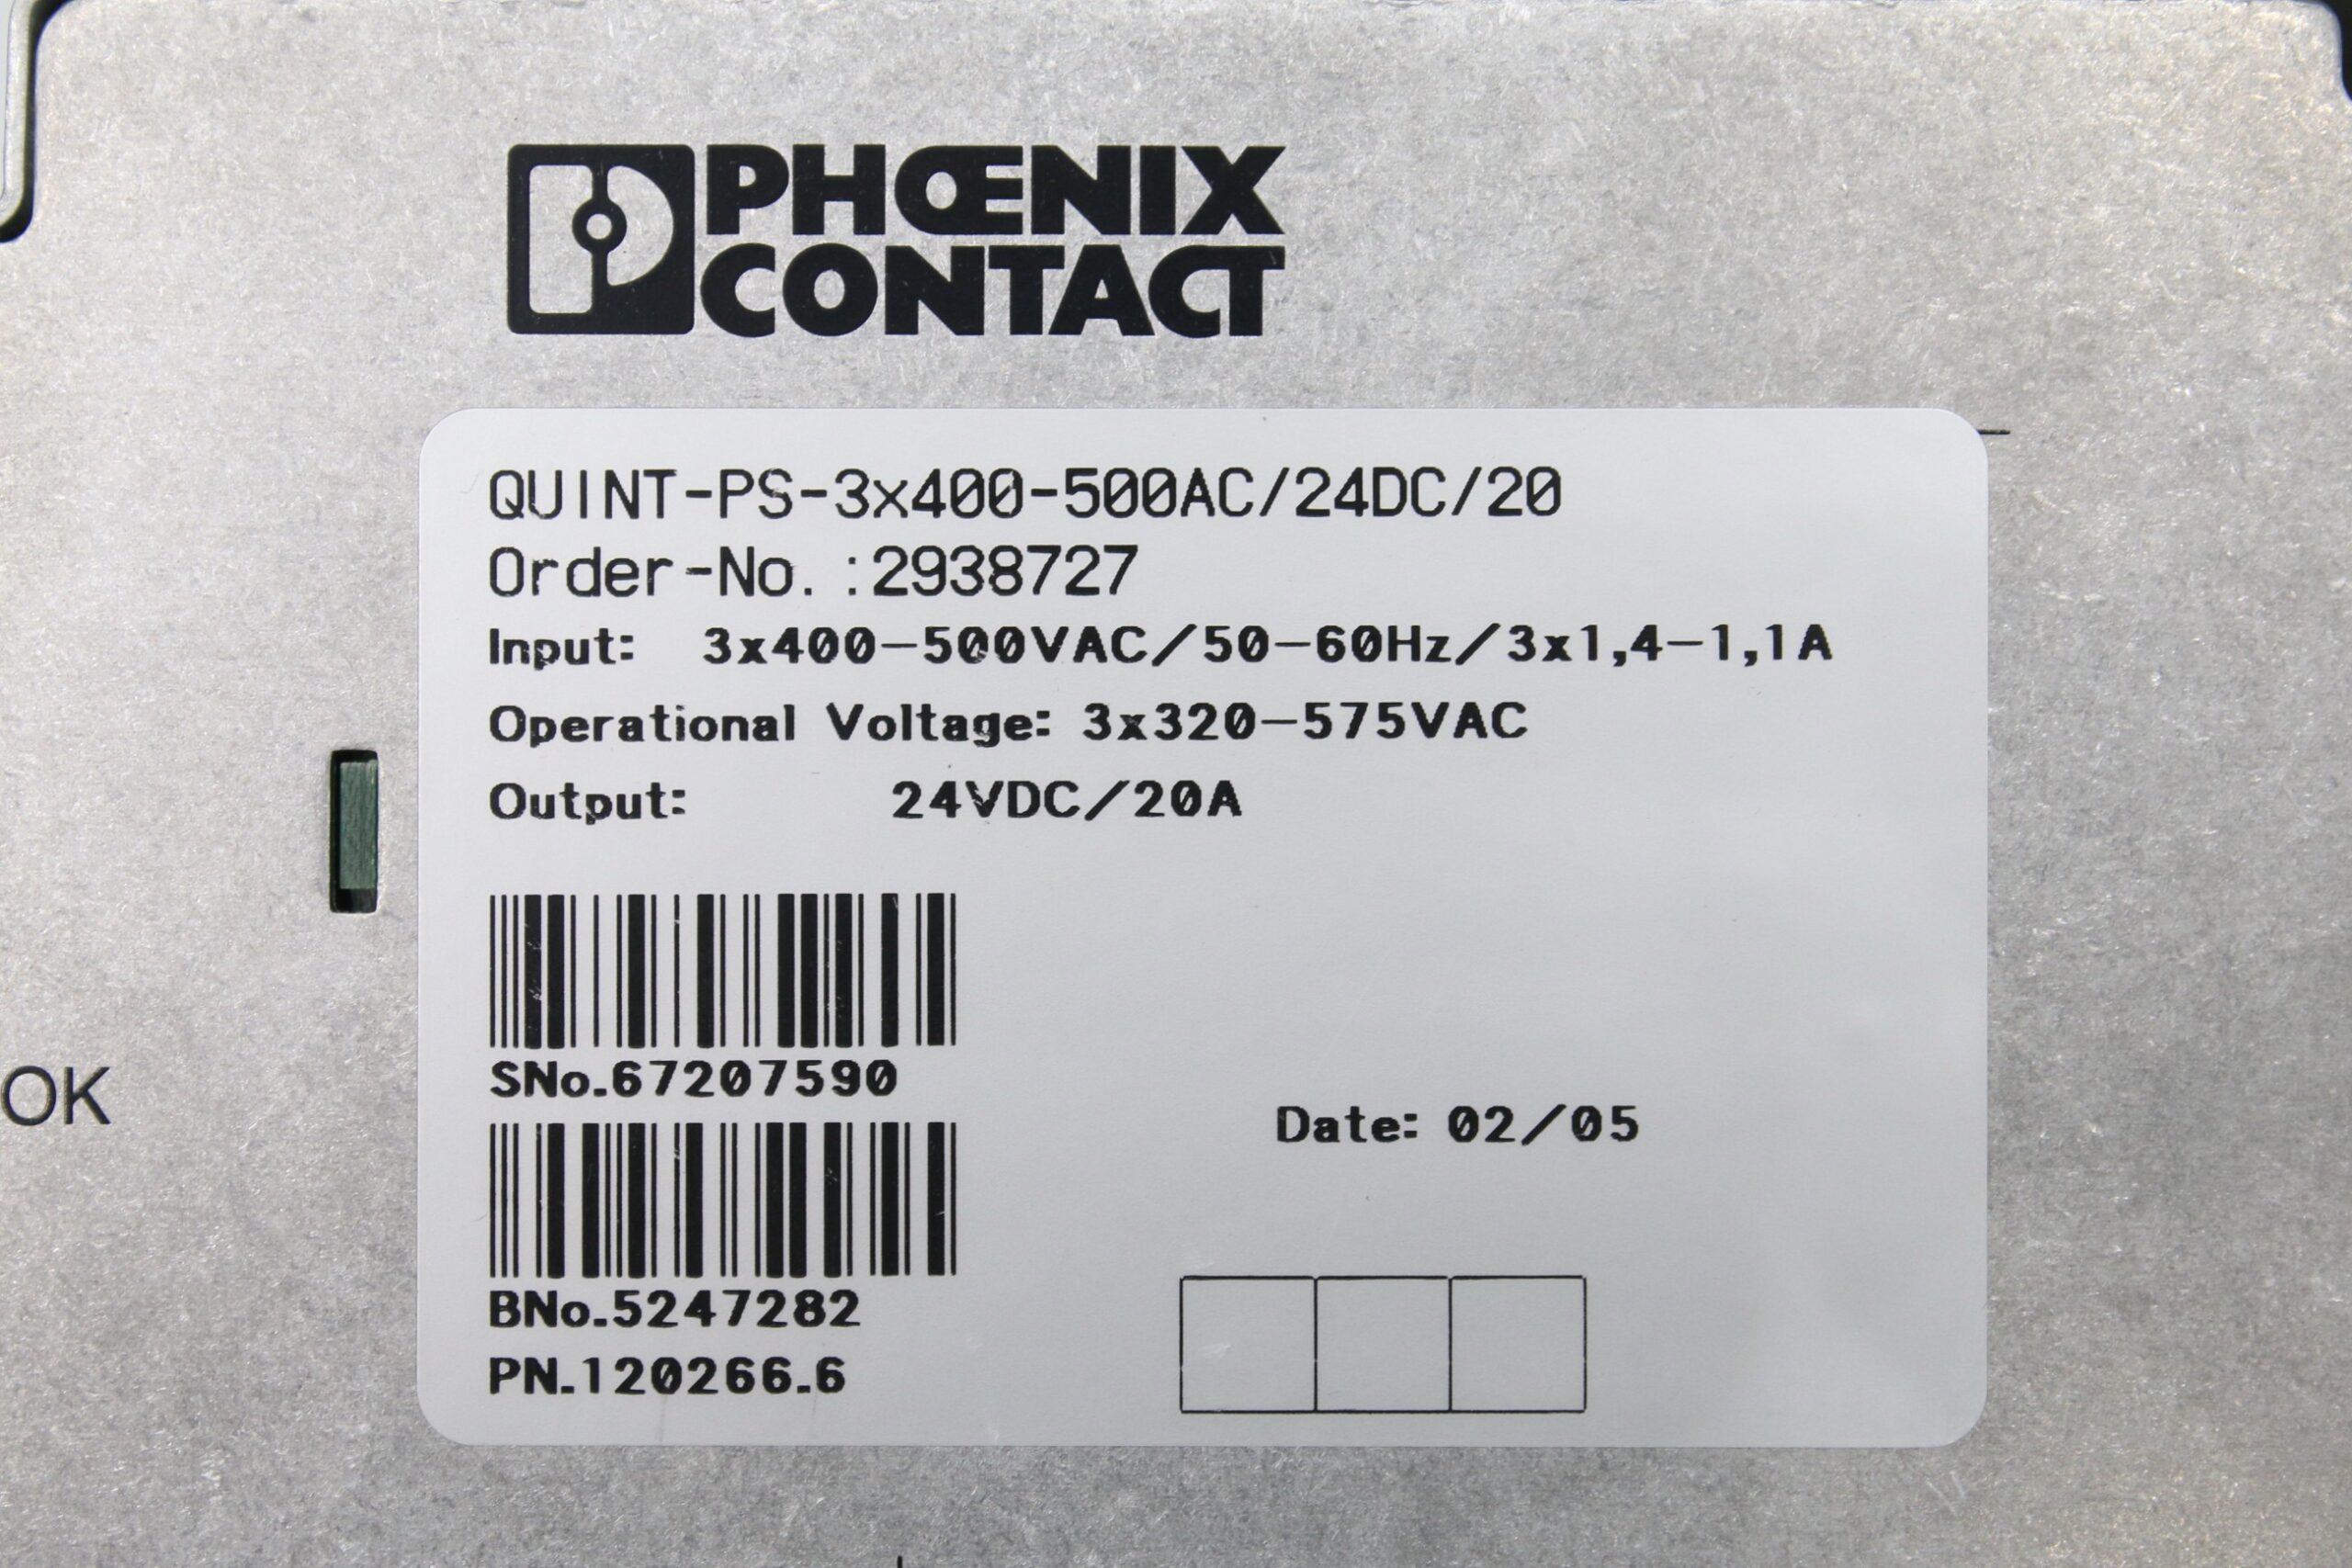 PHŒNIX
CONTACT
QUINT-PS-3x400-500AC/24DC/20
Order-No.:2938727
Input: 3x400-500VAC/50-60Hz/3x1,4-1,1A
Operational Voltage: 3x320-575VAC
Output: 24VDC/20A
SNo.67207590
OK
Date: 02/05
BNo.5247282
PN.120266.6